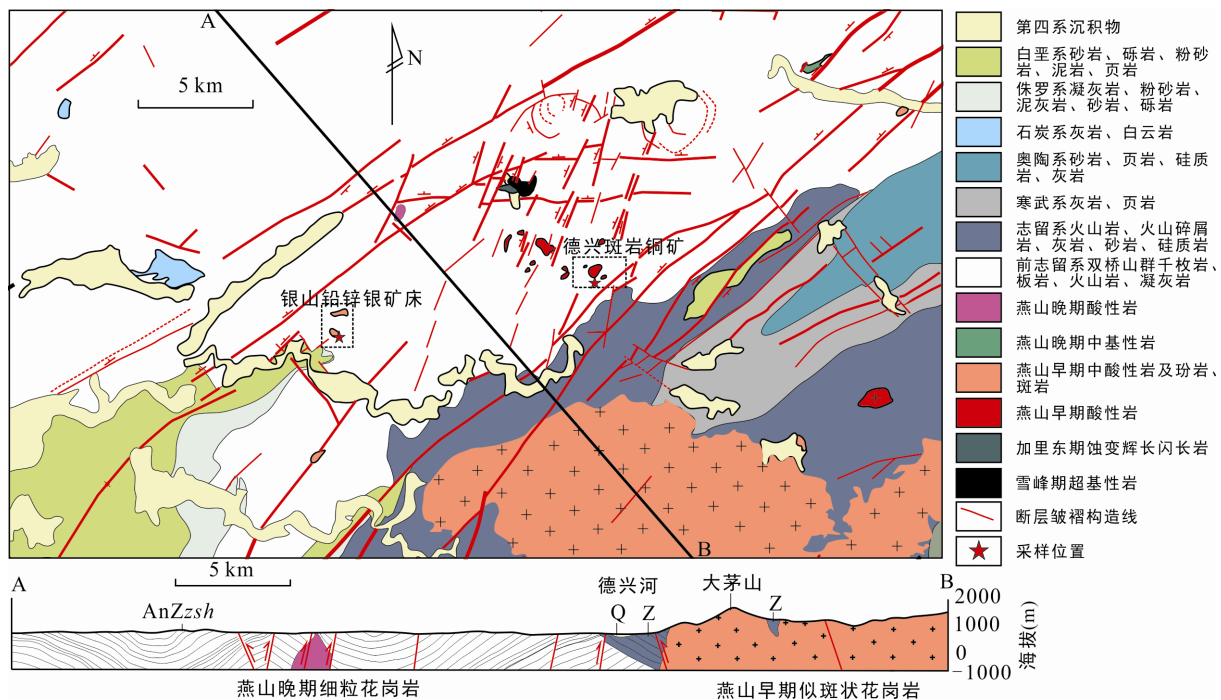 A
5 km
N
德兴斑岩铜矿
银山铅锌银矿床
B
第四系沉积物
白垩系砂岩、砾岩、粉砂
岩、泥岩、页岩
侏罗系凝灰岩、粉砂岩、
泥灰岩、砂岩、砾岩
石炭系灰岩、白云岩
奥陶系砂岩、页岩、硅质
岩、灰岩
寒武系灰岩、页岩
志留系火山岩、火山碎屑
岩、灰岩、砂岩、硅质岩
前志留系双桥山群千枚岩、
板岩、火山岩、凝灰岩
燕山晚期酸性岩
燕山晚期中基性岩
燕山早期中酸性岩及玢岩、
斑岩
燕山早期酸性岩
加里东期蚀变辉长闪长岩
雪峰期超基性岩
断层皱褶构造线
采样位置
A
5 km
德兴河
大茅山
B
AnZzsh
Q
Z
Z
2000
1000
0
−1000
海拔(m)
燕山晚期细粒花岗岩
燕山早期似斑状花岗岩